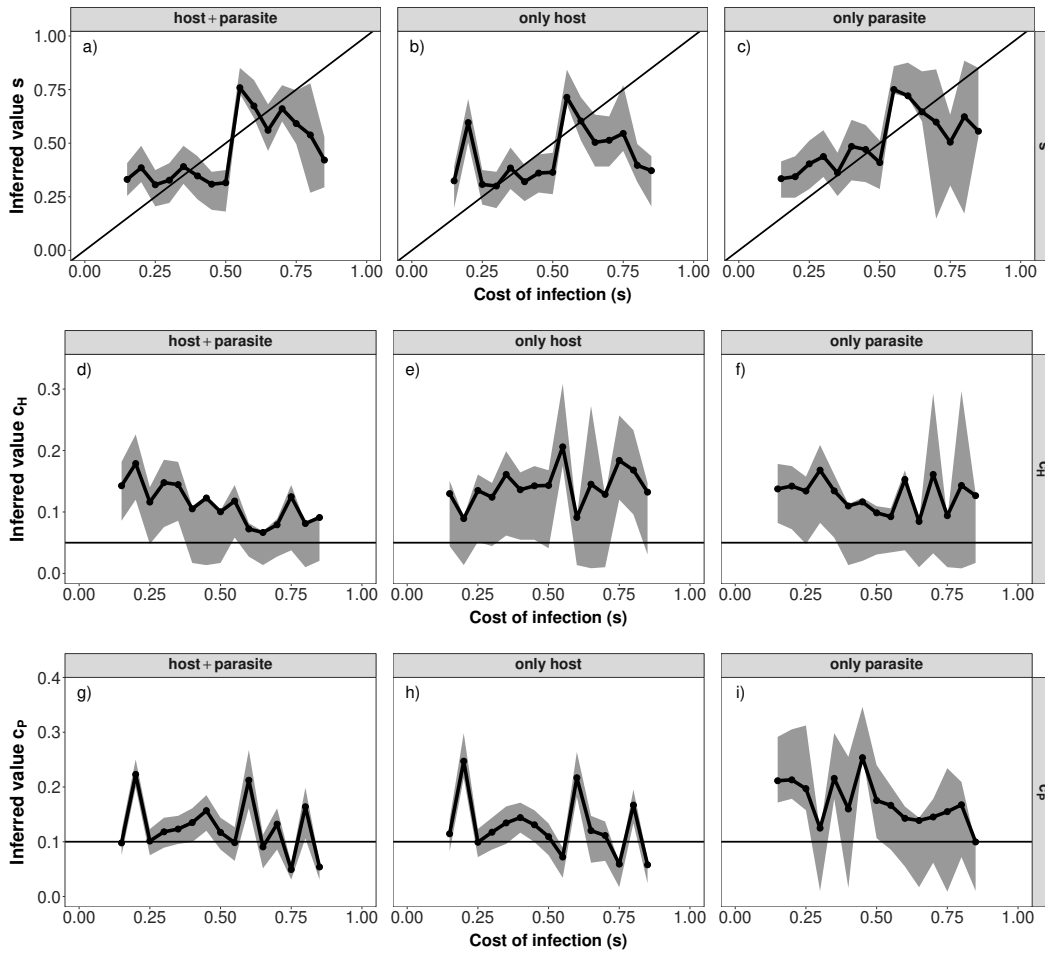 host+parasite only host only parasite
a) b) c)
Inferred value s
1.00
0.75
0.50
0.25
0.00
s
0.00 0.25 0.50 0.75 1.00 0.00 0.25 0.50 0.75 1.00 0.00 0.25 0.50 0.75 1.00
Cost of infection (s)
host+parasite only host only parasite
d) e) f)
Inferred value cH
0.3
0.2
0.1
0.0
cH
0.00 0.25 0.50 0.75 1.00 0.00 0.25 0.50 0.75 1.00 0.00 0.25 0.50 0.75 1.00
Cost of infection (s)
host+parasite only host only parasite
g) h) i)
Inferred value cP
0.4
0.3
0.2
0.1
0.0
cP
0.00 0.25 0.50 0.75 1.00 0.00 0.25 0.50 0.75 1.00 0.00 0.25 0.50 0.75 1.00
Cost of infection (s)